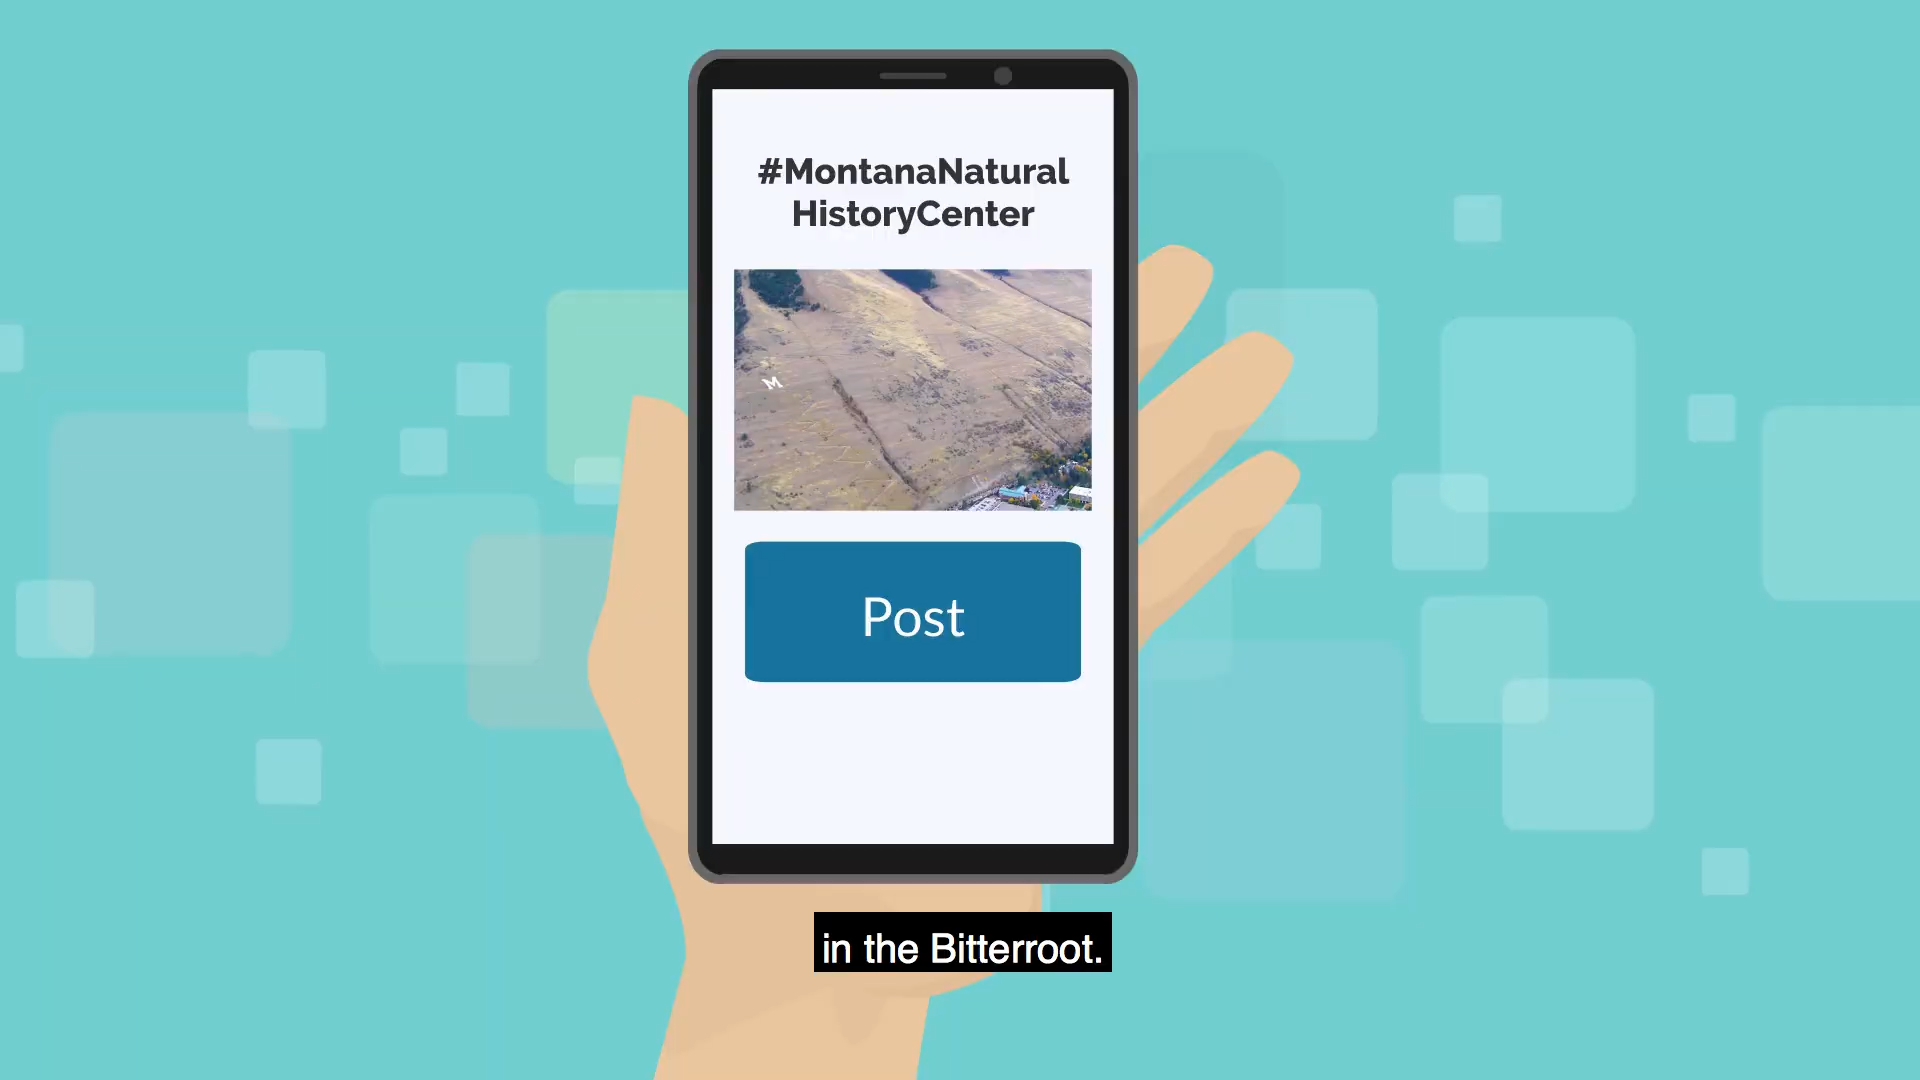 #MontanaNatural
HistoryCenter
M
Post
in the Bitterroot.